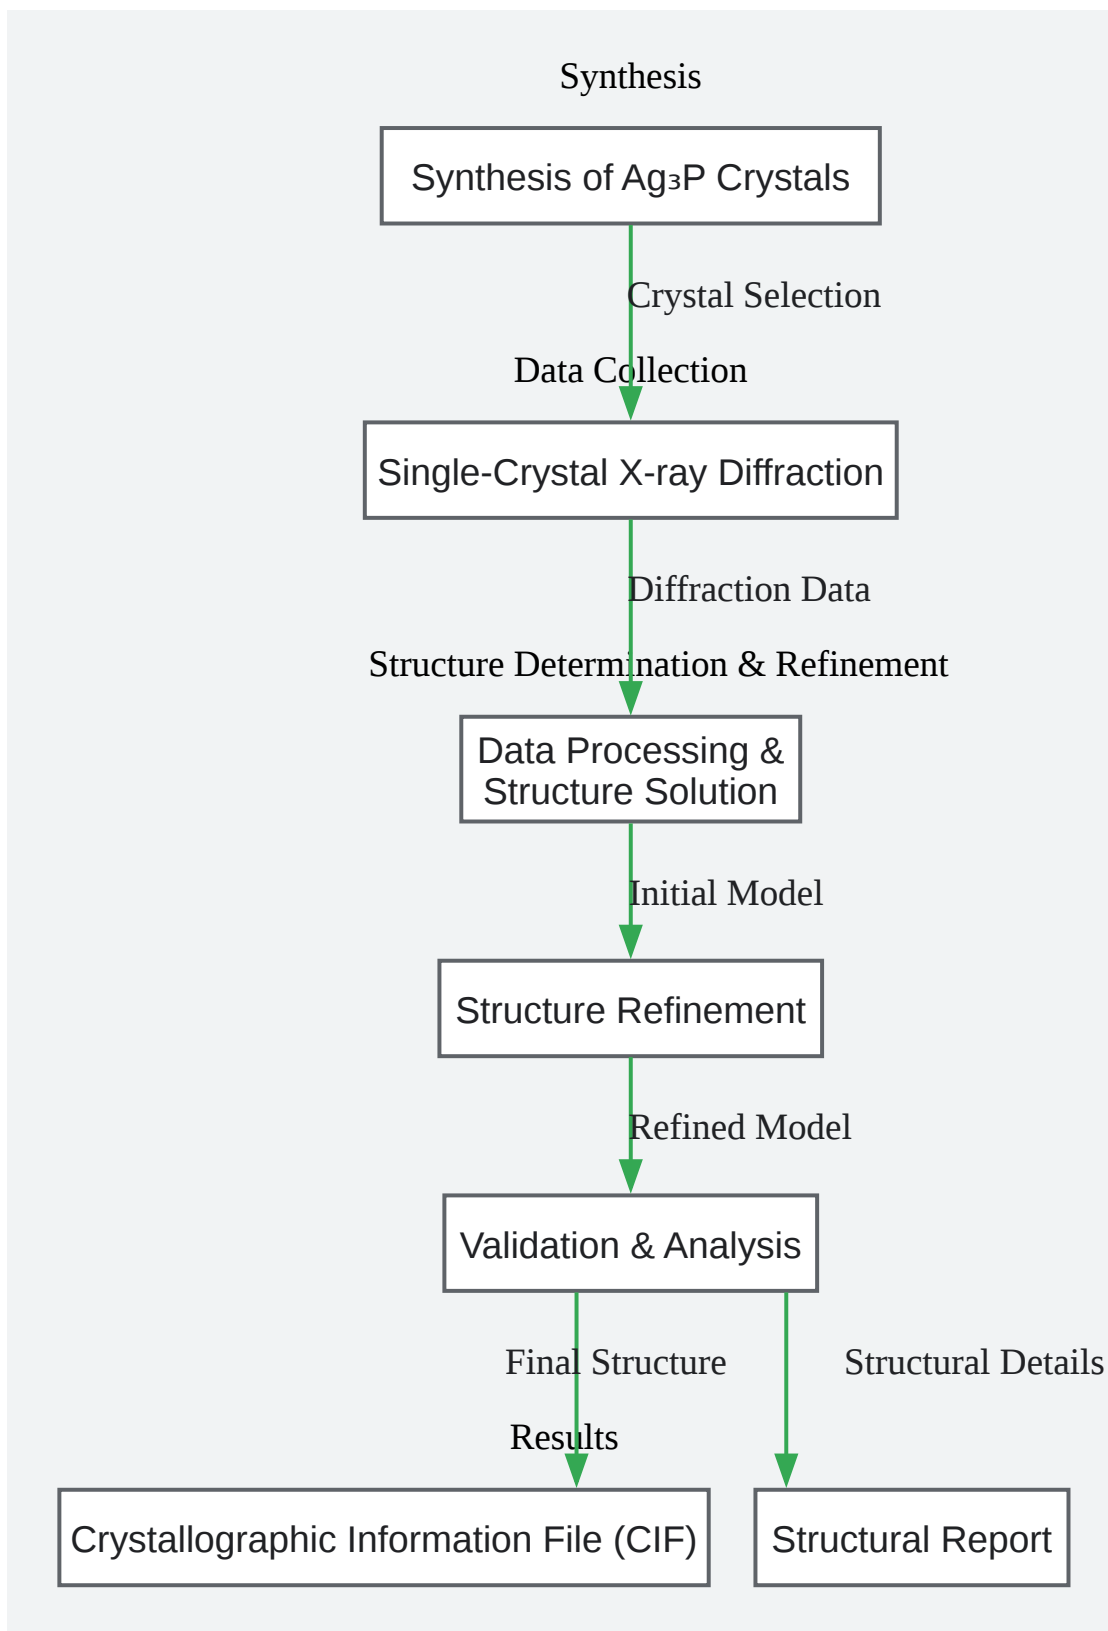 Synthesis
Synthesis of Ag₃P Crystals
Crystal Selection
Data Collection
Single-Crystal X-ray Diffraction
Diffraction Data
Structure Determination & Refinement
Data Processing &
Structure Solution
Initial Model
Structure Refinement
Refined Model
Validation & Analysis
Final Structure
Structural Details
Results
Crystallographic Information File (CIF)
Structural Report